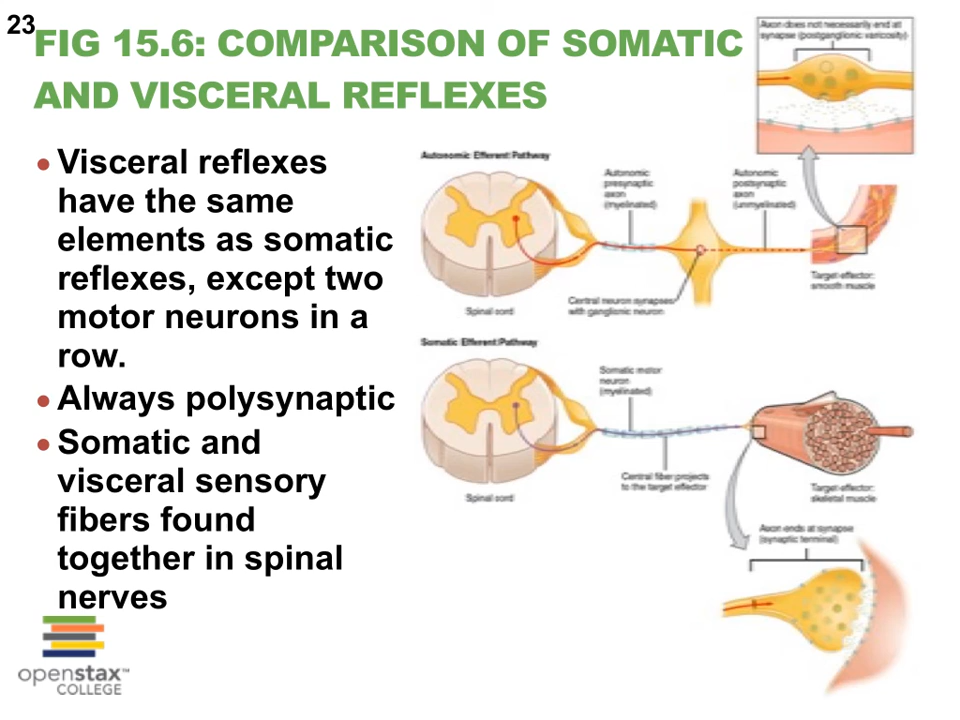 23
FIG 15.6: COMPARISON OF SOMATIC
AND VISCERAL REFLEXES
• Visceral reflexes
have the same
elements as somatic
reflexes, except two
motor neurons in a
row.
• Always polysynaptic
• Somatic and
visceral sensory
fibers found
together in spinal
nerves
openstax™
COLLEGE
Axon does not necessarily end at
synapse (postganglionic varicosity)
Autonomic Efferent Pathway
Autonomic
presynaptic
axon
(myelinated)
Autonomic
postsynaptic
axon
(unmyelinated)
Target effector:
smooth muscle
Central neuron synapses
with ganglionic neuron
Spinal cord
Somatic Efferent Pathway
Somatic motor
neuron
(myelinated)
Central fiber projects
to the target effector
Target effector:
skeletal muscle
Spinal cord
Axon ends at synapse
(synaptic terminal)